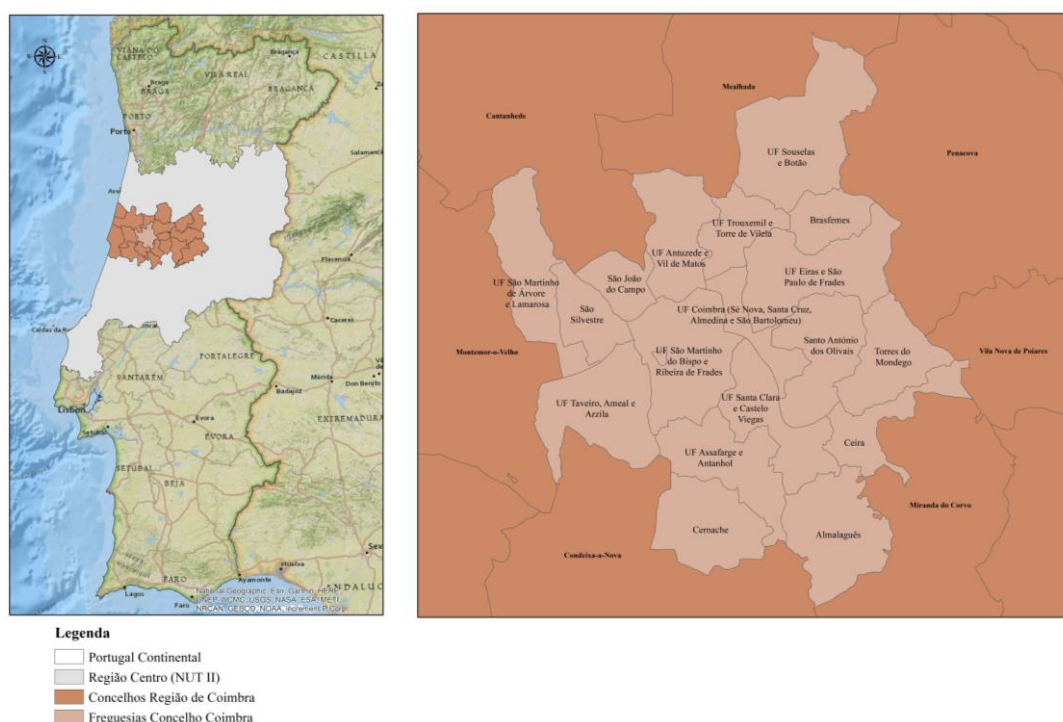 VIANA DO
CASTELO
Bragança
CASTILLA
Braga
BRAGA
VILA REAL
BRAGANÇA
PORTO
Porto
Salamanca
Plasencia
Caceres
PORTALEGRE
SANTARÉM
Lisbon
Badajoz
Mérida
Don Benito
EXTREMADURA
Setúbal
Evora
ÉVORA
SETÚBAL
BEJA
FARO
Lagos
Faro
Ayamonte
Huelva
ANDALUC
National Geographic, Esri, Garmin, HERE,
UNEP-WCMC, USGS, NASA, ESA, METI,
NRCAN, GEBCO, NOAA, increment P Corp.
Mealhada
Cantanhede
Penacova
UF Souselas
e Botão
Brasfemes
UF Trouxemil e
Torre de Vilela
UF Antuzede e
Vil de Matos
São João
do Campo
UF Eiras e São
Paulo de Frades
UF São Martinho
de Árvore
e Lamarosa
São
Silvestre
UF Coimbra (Sé Nova, Santa Cruz,
Almedina e São Bartolomeu)
Santo António
dos Olivais
Torres do
Mondego
Montemor-o-Velho
Vila Nova de Poiares
UF São Martinho
do Bispo e
Ribeira de Frades
UF Taveiro, Ameal e
Arzila
UF Santa Clara
e Castelo
Viegas
Ceira
UF Assafarge e
Antanhol
Miranda do Corvo
Cernache
Almalaguês
Condeixa-a-Nova
Legenda
Portugal Continental
Região Centro (NUT II)
Concelhos Região de Coimbra
Freguesias Concelho Coimbra